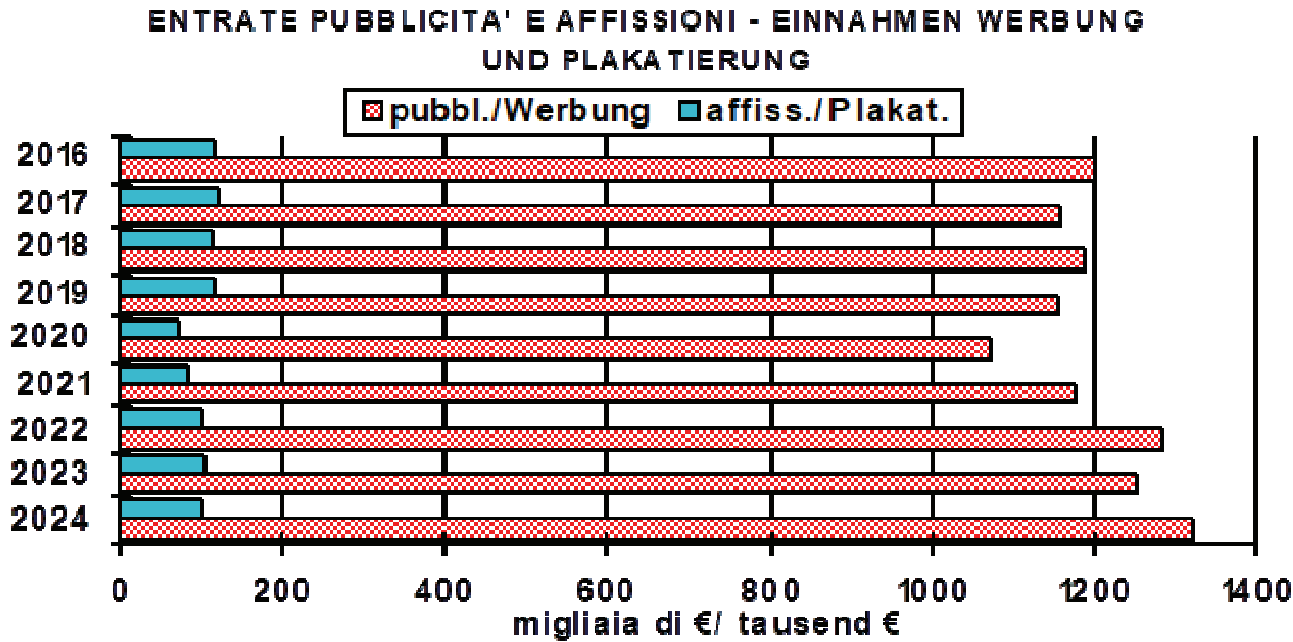 ENTRATE PUBBLICITA' E AFFISSIONI - EINNAHMEN WERBUNG
UND PLAKATIERUNG
pubbl./Werbung affiss./Plakat.
2016
2017
2018
2019
2020
2021
2022
2023
2024
0 200 400 600 800 1000 1200 1400
migliaia di €/ tausend €